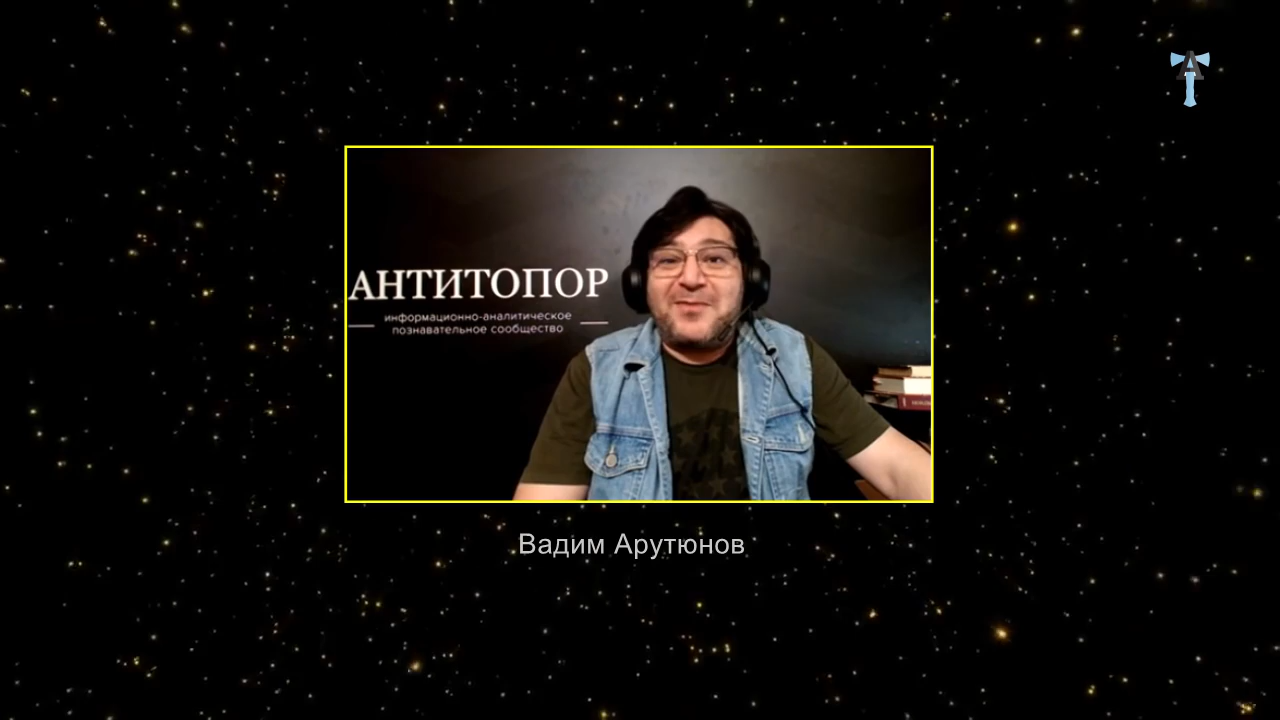 АНТИТОПОР
информационно-аналитическое
познавательное сообщество
Вадим Арутюнов